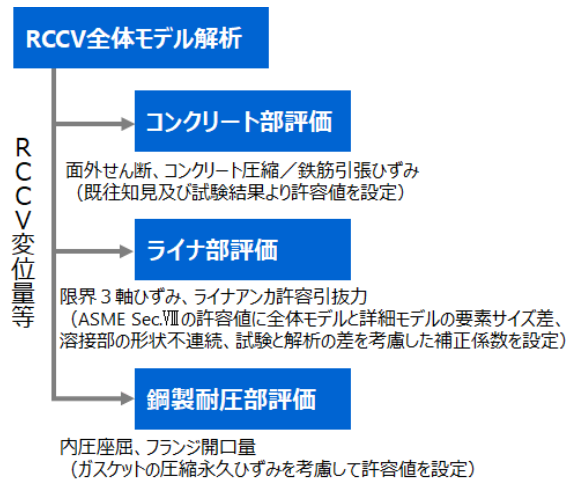 RCCV全体モデル解析
RCCV変位量等
コンクリート部評価
面外せん断、コンクリート圧縮／鉄筋引張ひずみ
（既往知見及び試験結果より許容値を設定）
ライナ部評価
限界３軸ひずみ、ライナアンカ許容引抜力
（ASME Sec.Ⅷの許容値に全体モデルと詳細モデルの要素サイズ差、
溶接部の形状不連続、試験と解析の差を考慮した補正係数を設定）
鋼製耐圧部評価
内圧座屈、フランジ開口量
（ガスケットの圧縮永久ひずみを考慮して許容値を設定）